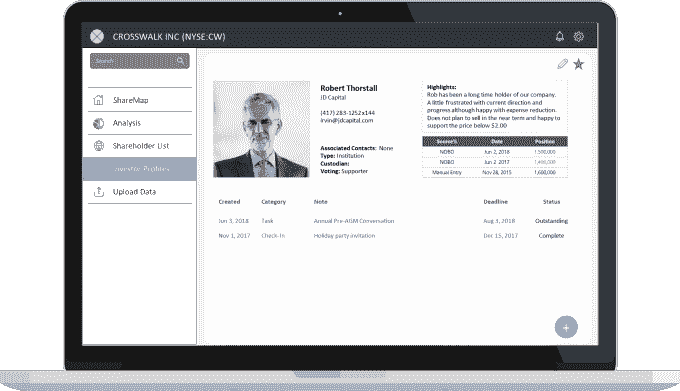 CROSSWALK INC (NYSE:CW)
Search
ShareMap
Analysis
Shareholder List
Investor Profiles
Upload Data
Robert Thorstall
JD Capital
(417) 283-1252x144
irvin@jdcapital.com
Associated Contacts: None
Type: Institution
Custodian:
Voting: Supporter
Highlights:
Rob has been a long time holder of our company.
A little frustrated with current direction and
progress although happy with expense reduction.
Does not plan to sell in the near term and happy to
support the price below $2.00
Source% Date Position
NOBO Jun 2, 2018 1,500,000
NOBO Jun 2, 2017
Manual Entry Nov 28, 2015 1,600,000
Created Category Note Deadline Status
Jun 3, 2018 Task Annual Pre-AGM Conversation Aug 3, 2018 Outstanding
Nov 1, 2017 Check-In Holiday party invitation Dec 15, 2017 Complete
+